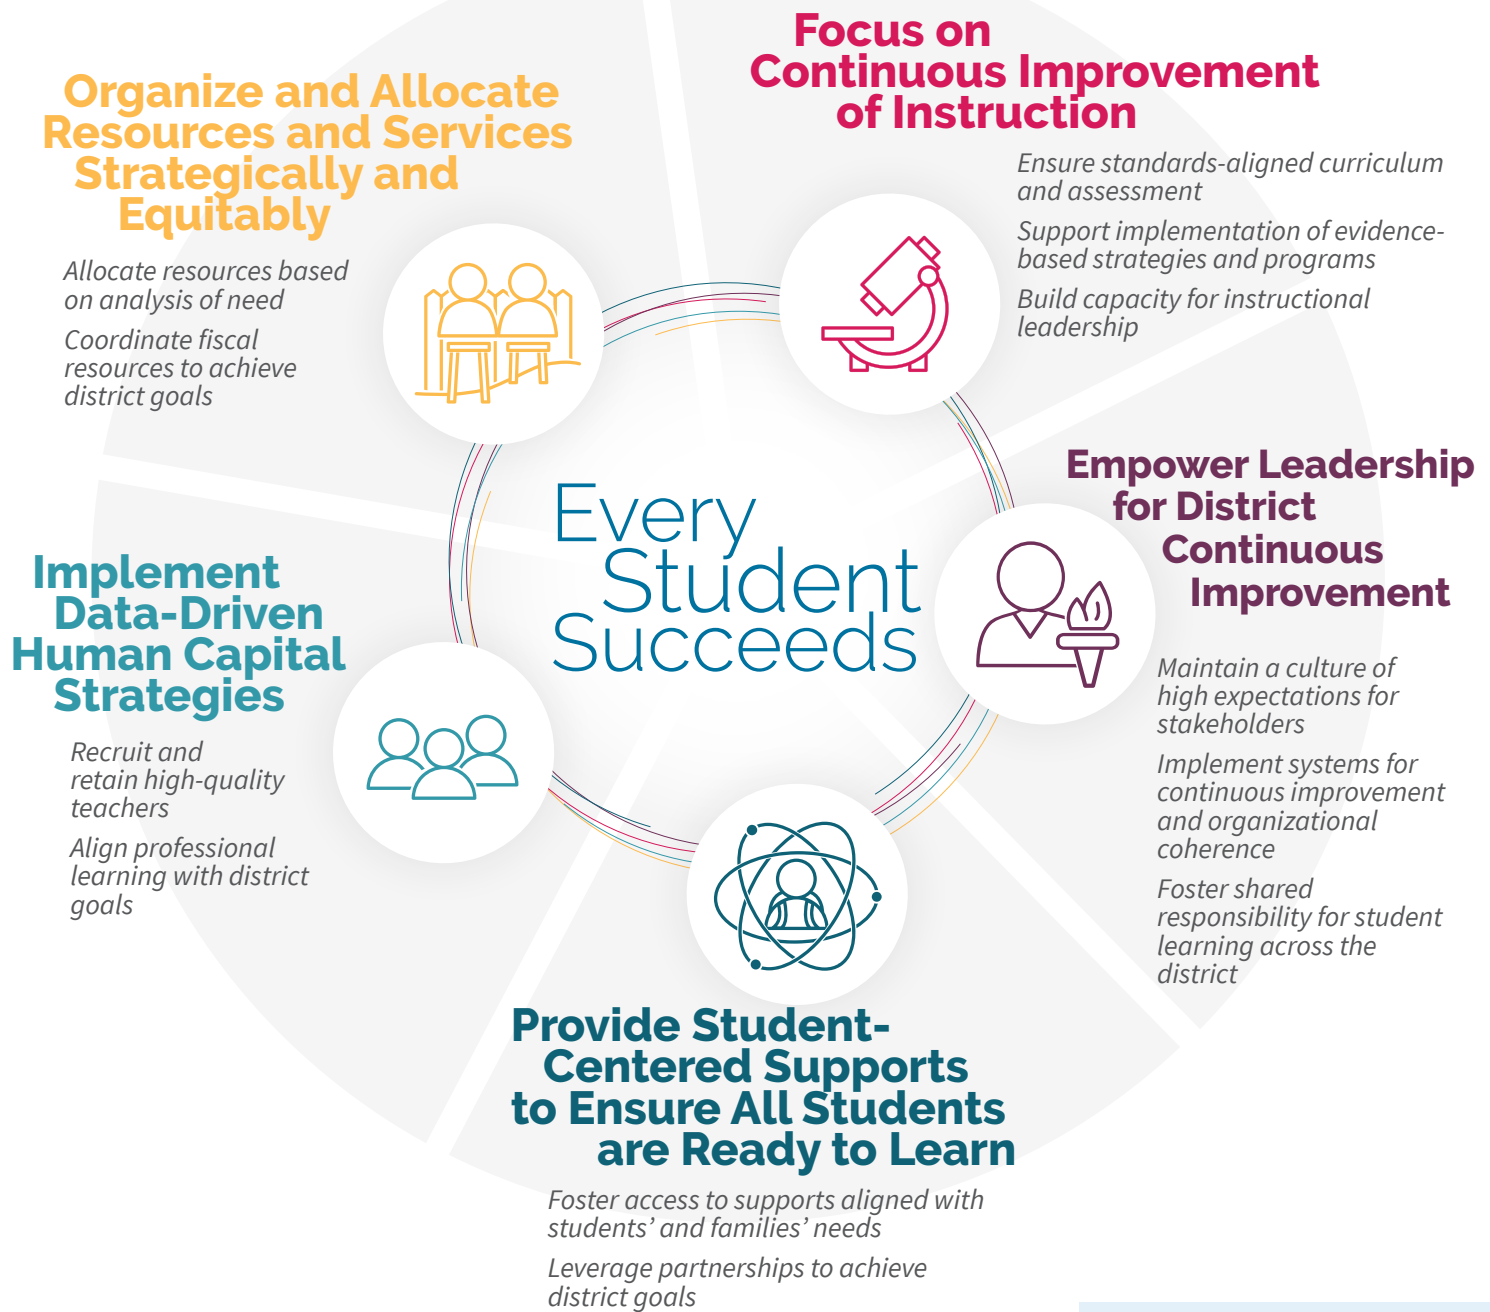 Focus on
Continuous Improvement
of Instruction
Ensure standards-aligned curriculum
and assessment
Support implementation of evidence-
based strategies and programs
Build capacity for instructional
leadership
Organize and Allocate
Resources and Services
Strategically and
Equitably
Allocate resources based
on analysis of need
Coordinate fiscal
resources to achieve
district goals
Every
Student
Succeeds
Empower Leadership
for District
Continuous
Improvement
Maintain a culture of
high expectations for
stakeholders
Implement systems for
continuous improvement
and organizational
coherence
Foster shared
responsibility for student
learning across the
district
Implement
Data-Driven
Human Capital
Strategies
Recruit and
retain high-quality
teachers
Align professional
learning with district
goals
Provide Student-
Centered Supports
to Ensure All Students
are Ready to Learn
Foster access to supports aligned with
students’ and families’ needs
Leverage partnerships to achieve
district goals